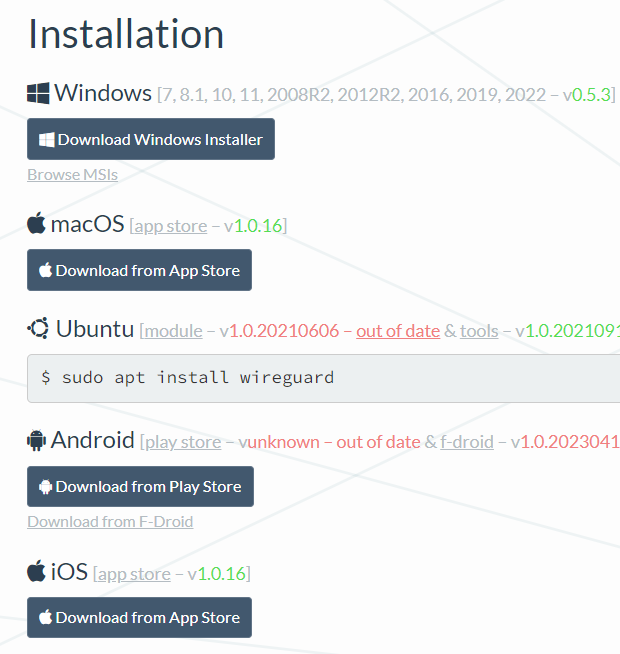 Installation
Windows [7, 8.1, 10, 11, 2008R2, 2012R2, 2016, 2019, 2022 – v0.5.3]
Download Windows Installer
Browse MSIs
macOS [app store – v1.0.16]
Download from App Store
Ubuntu [module – v1.0.20210606 – out of date & tools – v1.0.2021091
$ sudo apt install wireguard
Android [play store – vunknown – out of date & f-droid – v1.0.2023041
Download from Play Store
Download from F-Droid
iOS [app store – v1.0.16]
Download from App Store